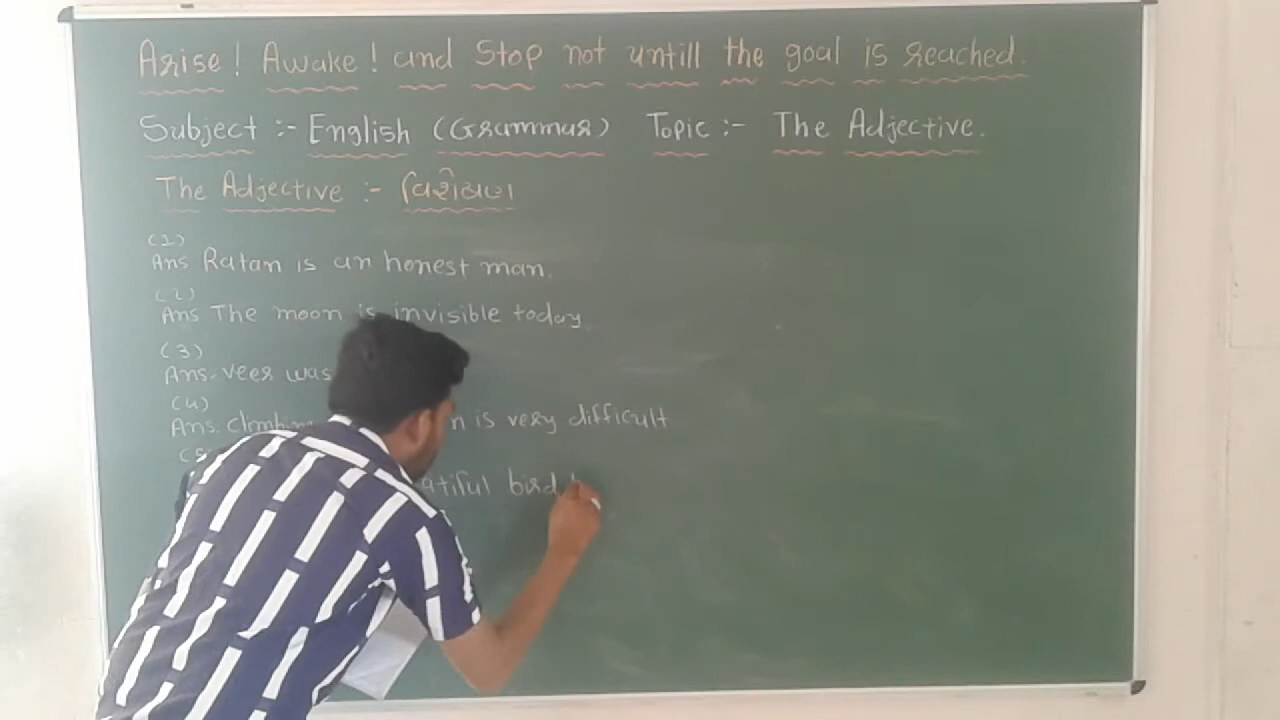 Arise! Awake! and Stop not untill the goal is reached.
Subject :- English (Grammar) Topic :- The Adjective.
The Adjective :- વિશેષણ
(1)
Ans Ratan is an honest man.
(2)
Ans The moon is invisible today.
(3)
Ans. veer was
(4)
Ans. climbing is very difficult
bird